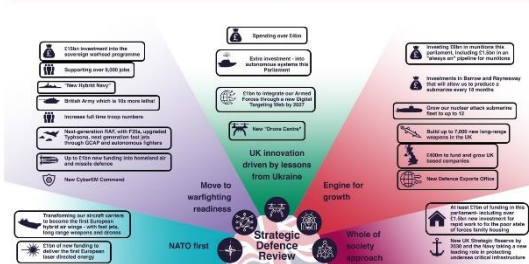 £15bn investment into the
sovereign warhead programme
Supporting over 9,000 jobs
"New Hybrid Navy"
British Army which is 10x more lethal
Increase full time troop numbers
Next-generation RAF, with F35s, upgraded
Typhoons, next generation fast jets
through GCAP and autonomous fighters
Up to £1bn new funding into homeland air
and missile defence
New CyberEM Command
Move to
warfighting
readiness
Spending over £4bn
Extra investment - into
autonomous systems this
Parliament
£1bn to integrate our Armed
Forces through a new Digital
Targeting Web by 2027
New "Drone Centre"
UK innovation
driven by lessons
from Ukraine
Investing £6bn in munitions this
parliament, including £1.5bn in an
"always on" pipeline for munitions
Investments in Barrow and Raynesway
that will allow us to produce a
submarine every 18 months
Grow our nuclear attack submarine
fleet to up to 12
Build up to 7,000 new long-range
weapons in the UK
£400m to fund and grow UK
based companies
New Defence Exports Office
Engine for
growth
Transforming our aircraft carriers to
become the first European
hybrid air wings - with fast jets,
long range weapons and drones
£1bn of new funding to
deliver the first European
laser directed energy
NATO first
Strategic
Defence
Review
Whole of
society
approach
At least £7bn of funding in this
parliament- including over
£1.5bn new investment for
rapid work to fix the poor state
of forces family housing
New UK Strategic Reserve by
2030 and the Navy taking a new
leading role in protecting
undersea critical infrastructure